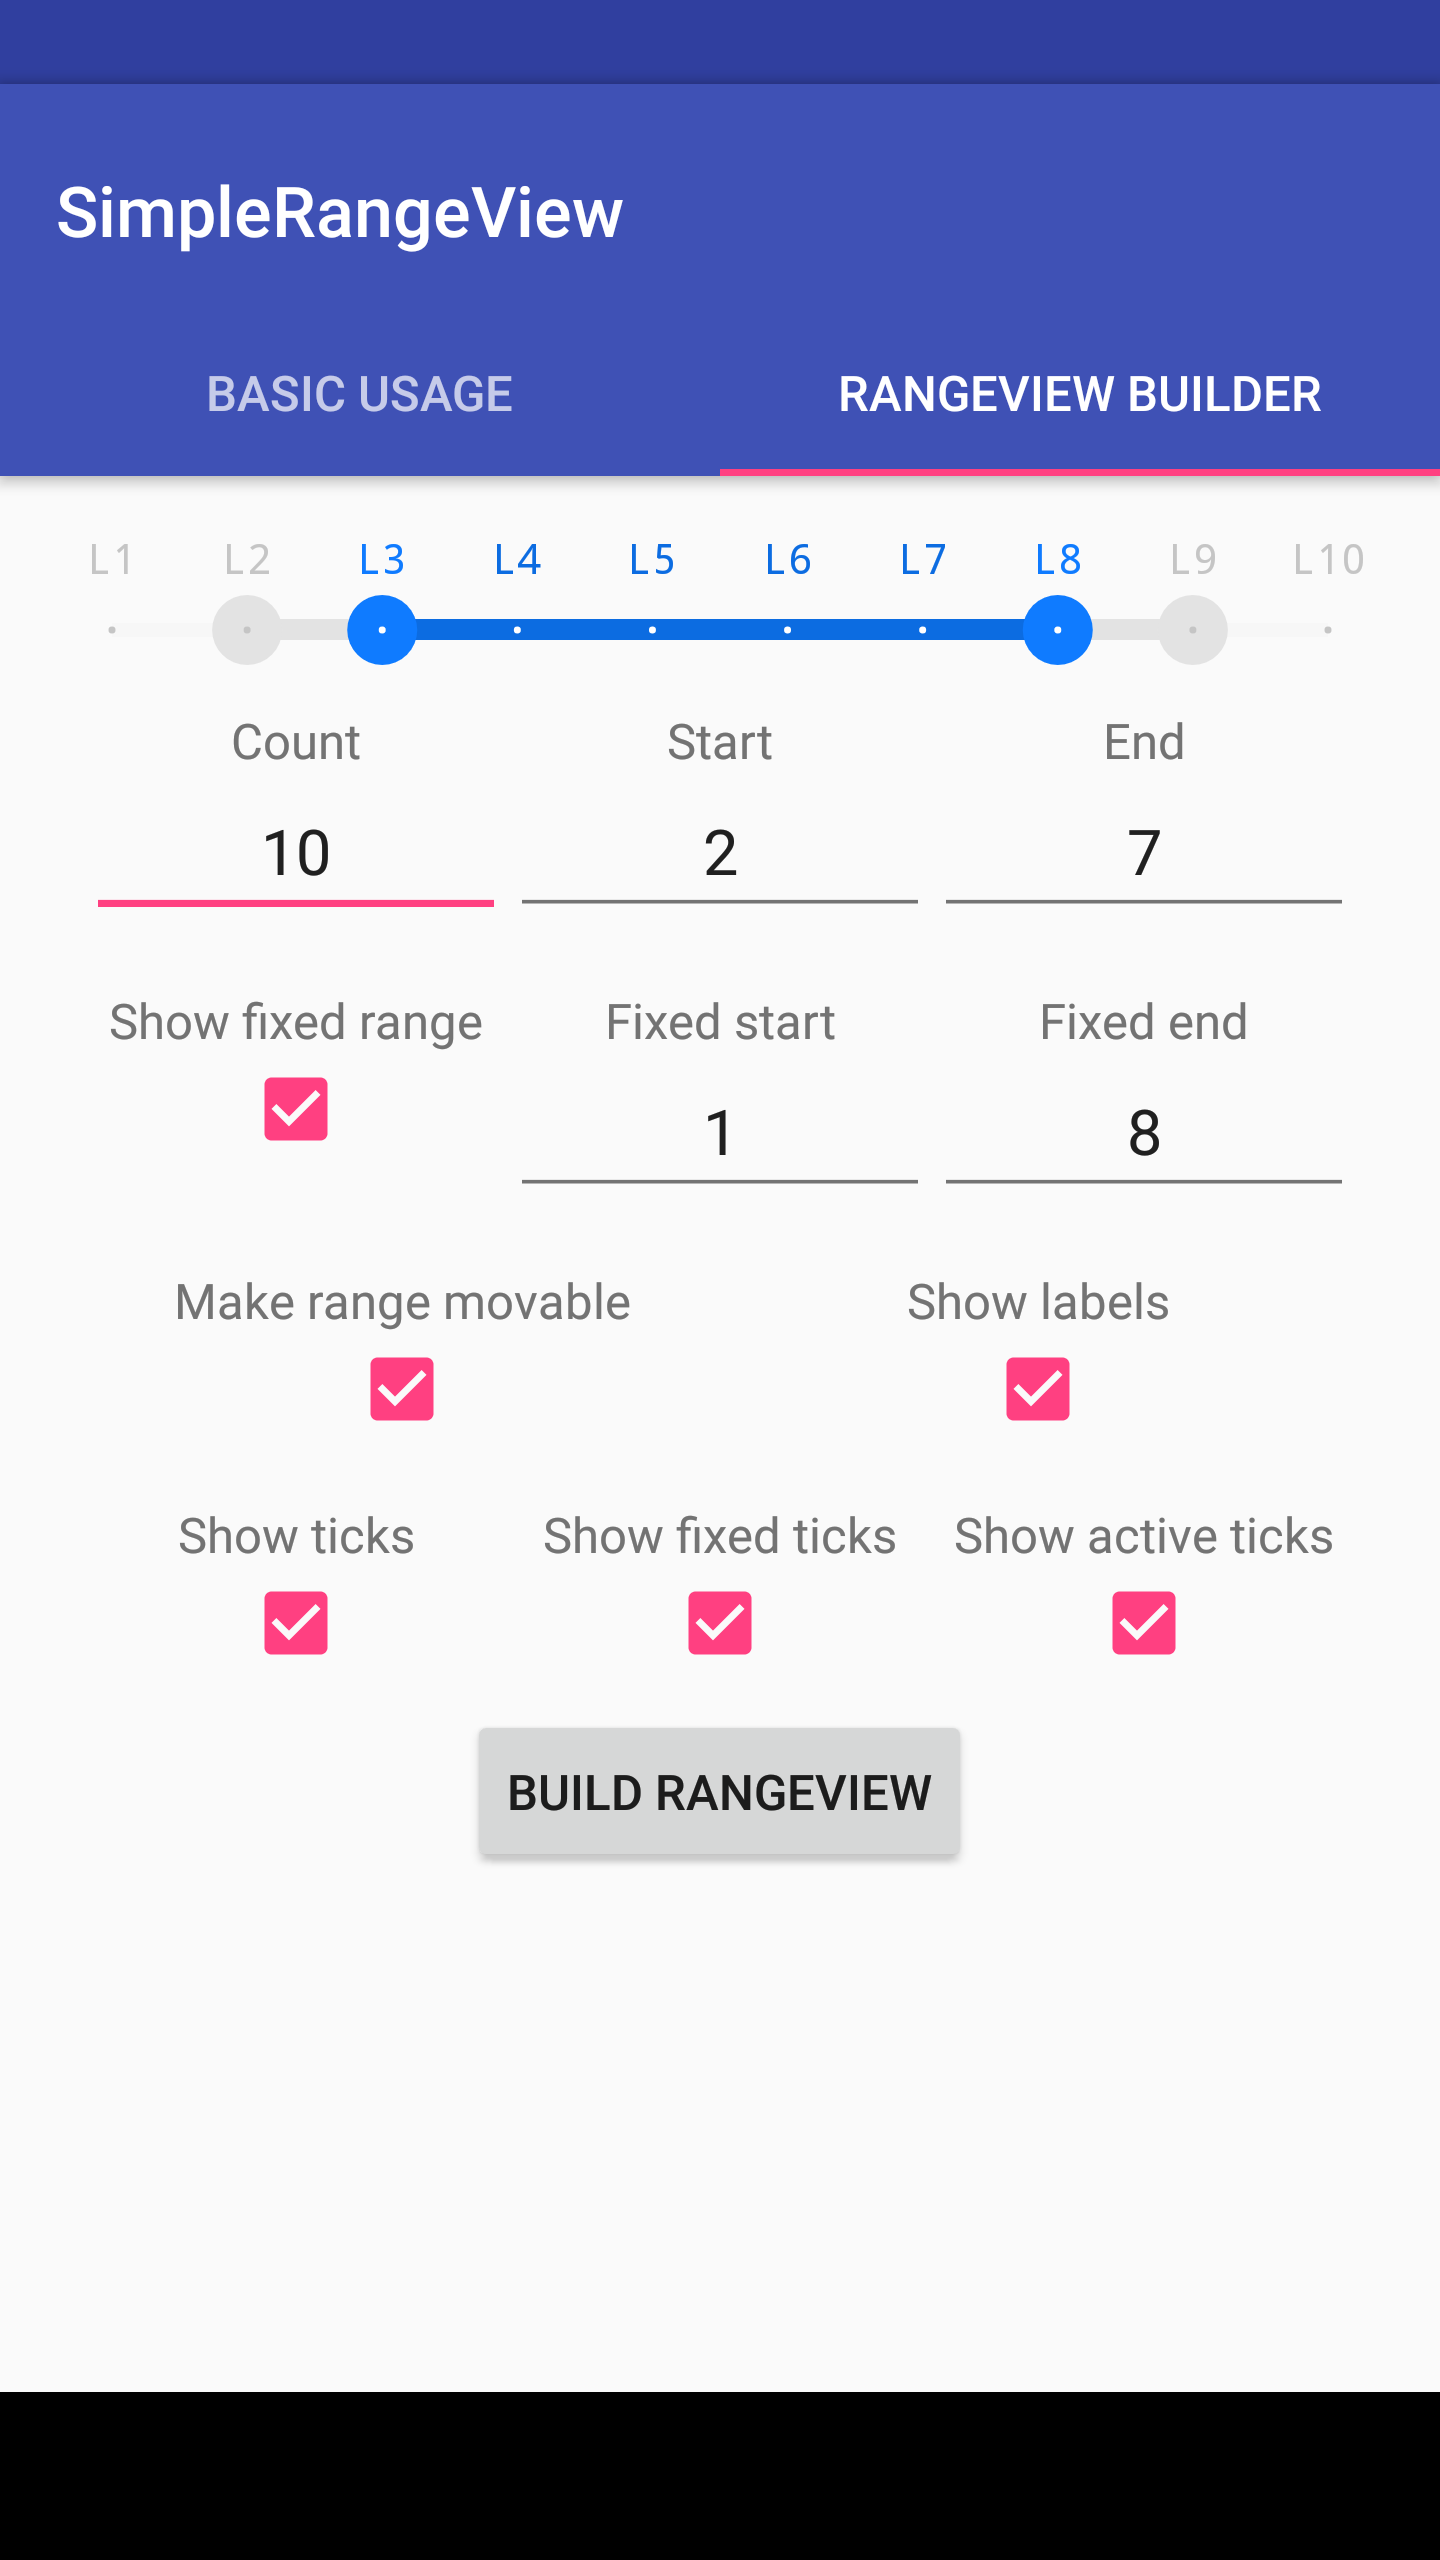 SimpleRangeView
BASIC USAGE RANGEVIEW BUILDER
L1 L2 L3 L4 L5 L6 L7 L8 L9 L10
Count Start End
10 2 7
Show fixed range Fixed start Fixed end
1 8
Make range movable Show labels
Show ticks Show fixed ticks Show active ticks
BUILD RANGEVIEW